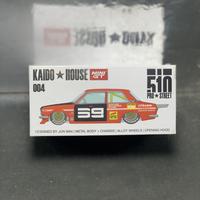 KAIDO★HOUSE MINI GT
510
004
PRO★STREET
59
DESIGNED BY JUN IMAI | METAL BODY + CHASSIS | ALLOY WHEELS | OPENING HOOD